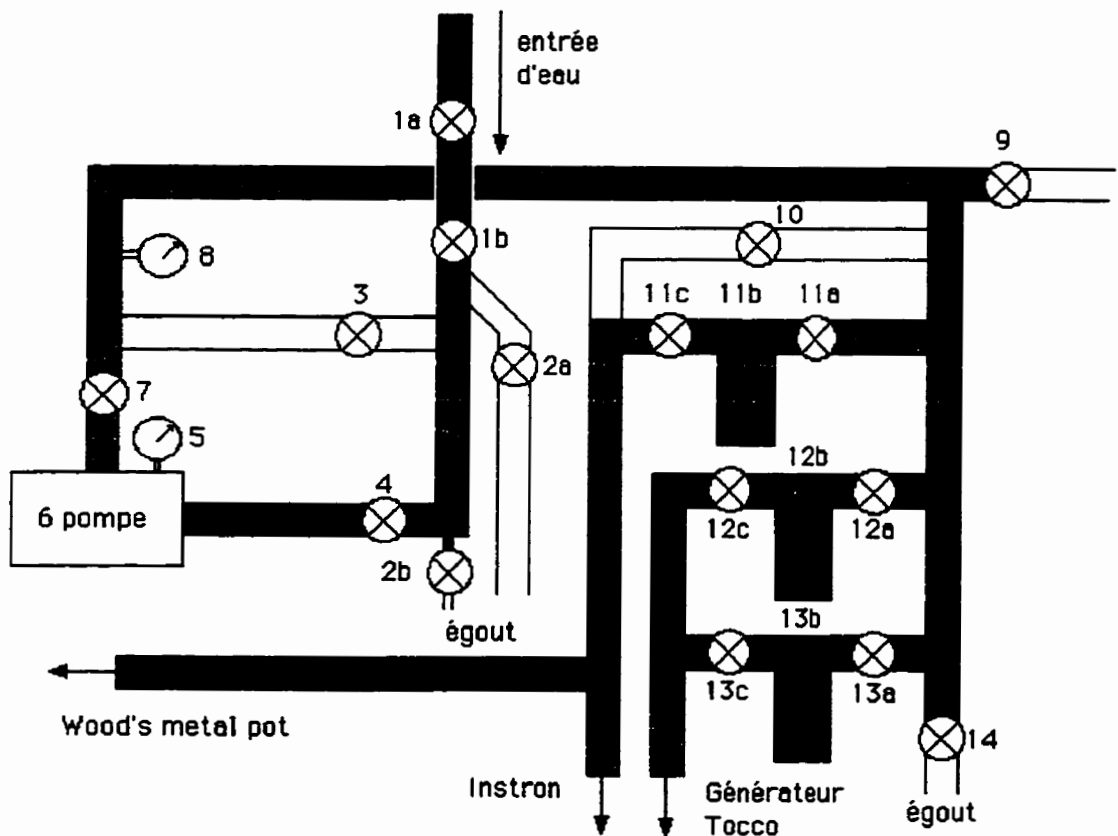 entrée
d'eau
1a
9
10
1b
8
3
11c
11b
11a
2a
7
5
12b
4
6 pompe
12c
12a
2b
égout
13b
13c
13a
Wood's metal pot
14
Instron
Générateur
Tocco
égout